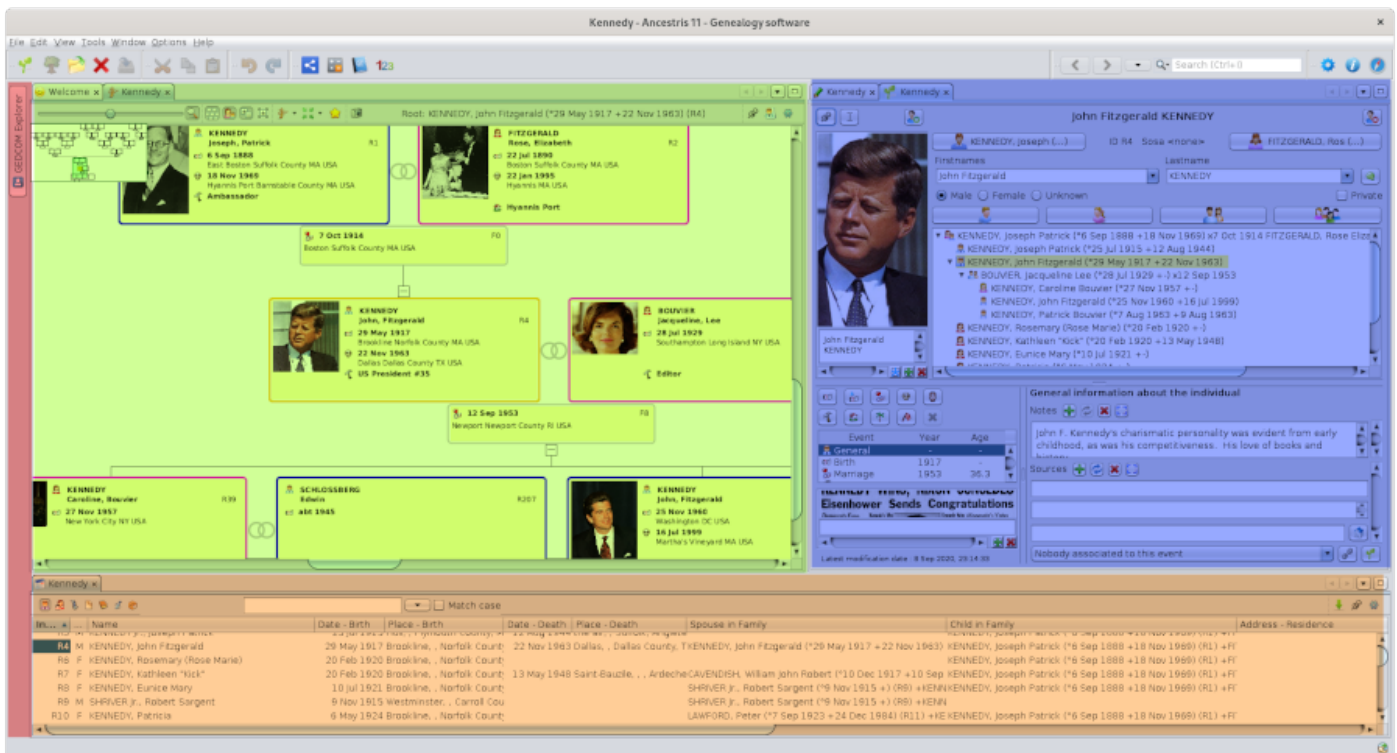 Kennedy - Ancestris 11 - Genealogy software
File Edit View Tools Window Options Help
123
Search (Ctrl+I)
GEDCOM Explorer
Welcome
Kennedy
Root: KENNEDY, John Fitzgerald (*29 May 1917 +22 Nov 1963) (R4)
KENNEDY
Joseph, Patrick R1
6 Sep 1888
East Boston Suffolk County MA USA
18 Nov 1969
Hyannis Port Barnstable County MA USA
Ambassador
FITZGERALD
Rose, Elizabeth R2
22 Jul 1890
Boston Suffolk County MA USA
22 Jan 1995
Hyannis MA USA
Hyannis Port
7 Oct 1914 F0
Boston Suffolk County MA USA
KENNEDY
John, Fitzgerald R4
29 May 1917
Brookline Norfolk County MA USA
22 Nov 1963
Dallas Dallas County TX USA
US President #35
BOUVIER
Jacqueline, Lee
28 Jul 1929
Southampton Long Island NY USA
Editor
12 Sep 1953 F8
Newport Newport County RI USA
KENNEDY
Caroline, Bouvier R39
27 Nov 1957
New York City NY USA
SCHLOSSBERG
Edwin R207
abt 1945
KENNEDY
John, Fitzgerald
25 Nov 1960
Washington DC USA
16 Jul 1999
Martha's Vineyard MA USA
Kennedy
Kennedy
John Fitzgerald KENNEDY
KENNEDY, Joseph (...)
ID R4 Sosa <none>
FITZGERALD, Ros (...)
Firstnames Lastname
John Fitzgerald KENNEDY
Male Female Unknown Private
KENNEDY, Joseph Patrick (*6 Sep 1888 +18 Nov 1969) x7 Oct 1914 FITZGERALD, Rose Eliza
KENNEDY, Joseph Patrick (*25 Jul 1915 +12 Aug 1944)
KENNEDY, John Fitzgerald (*29 May 1917 +22 Nov 1963)
BOUVIER, Jacqueline Lee (*28 Jul 1929 +-) x12 Sep 1953
KENNEDY, Caroline Bouvier (*27 Nov 1957 +-)
KENNEDY, John Fitzgerald (*25 Nov 1960 +16 Jul 1999)
KENNEDY, Patrick Bouvier (*7 Aug 1963 +9 Aug 1963)
KENNEDY, Rosemary (Rose Marie) (*20 Feb 1920 +-)
KENNEDY, Kathleen "Kick" (*20 Feb 1920 +13 May 1948)
KENNEDY, Eunice Mary (*10 Jul 1921 +-)
John Fitzgerald
KENNEDY
Event Year Age
General - -
Birth 1917
Marriage 1953 36.3
Eisenhower Sends Congratulations
Latest modification date : 8 Sep 2020,
General information about the individual
Notes
John F. Kennedy's charismatic personality was evident from early
childhood, as was his competitiveness. His love of books and
history
Sources
Nobody associated to this event
Kennedy
Match case
In... ... Name Date - Birth Place - Birth Date - Death Place - Death Spouse in Family Child in Family Address - Residence
R4 M KENNEDY, John Fitzgerald 29 May 1917 Brookline, , Norfolk County 22 Nov 1963 Dallas, , Dallas County, T KENNEDY, John Fitzgerald (*29 May 1917 +22 Nov 1963) KENNEDY, Joseph Patrick (*6 Sep 1888 +18 Nov 1969) (R1) +FI
R6 F KENNEDY, Rosemary (Rose Marie) 20 Feb 1920 Brookline, , Norfolk County KENNEDY, Joseph Patrick (*6 Sep 1888 +18 Nov 1969) (R1) +FI
R7 F KENNEDY, Kathleen "Kick" 20 Feb 1920 Brookline, , Norfolk County 13 May 1948 Saint-Bauzile, , , Ardeche CAVENDISH, William John Robert (*10 Dec 1917 +10 Sep KENNEDY, Joseph Patrick (*6 Sep 1888 +18 Nov 1969) (R1) +FI
R8 F KENNEDY, Eunice Mary 10 Jul 1921 Brookline, , Norfolk County SHRIVER Jr., Robert Sargent (*9 Nov 1915 +) (R9) +KENN KENNEDY, Joseph Patrick (*6 Sep 1888 +18 Nov 1969) (R1) +FI
R9 M SHRIVER Jr., Robert Sargent 9 Nov 1915 Westminster, , Carroll Cou SHRIVER Jr., Robert Sargent (*9 Nov 1915 +) (R9) +KENN
R10 F KENNEDY, Patricia 6 May 1924 Brookline, , Norfolk County LAWFORD, Peter (*7 Sep 1923 +24 Dec 1984) (R11) +KE KENNEDY, Joseph Patrick (*6 Sep 1888 +18 Nov 1969) (R1) +FI